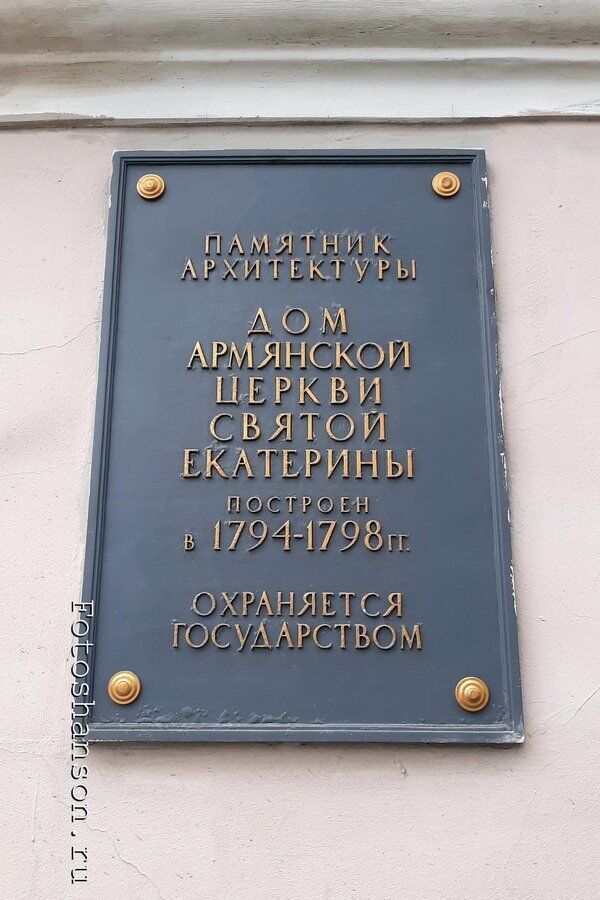 ПАМЯТНИК
АРХИТЕКТУРЫ
ДОМ
АРМЯНСКОЙ
ЦЕРКВИ
СВЯТОЙ
ЕКАТЕРИНЫ
ПОСТРОЕН
В 1794-1798 ГГ.
ОХРАНЯЕТСЯ
ГОСУДАРСТВОМ
Fotoshanson.ru